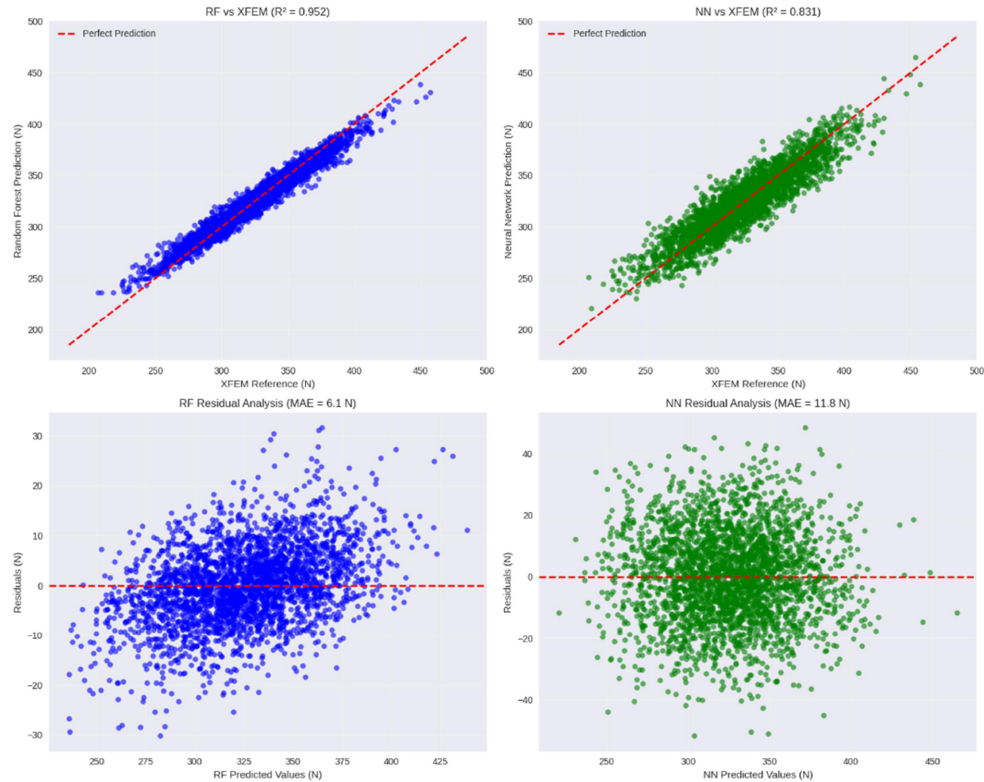 RF vs XFEM (R² = 0.952)
500
450
400
350
300
250
200
Random Forest Prediction (N)
Perfect Prediction
200 250 300 350 400 450 500
XFEM Reference (N)
NN vs XFEM (R² = 0.831)
500
450
400
350
300
250
200
Neural Network Prediction (N)
Perfect Prediction
200 250 300 350 400 450 500
XFEM Reference (N)
RF Residual Analysis (MAE = 6.1 N)
30
20
10
0
−10
−20
−30
Residuals (N)
250 275 300 325 350 375 400 425
RF Predicted Values (N)
NN Residual Analysis (MAE = 11.8 N)
40
20
0
−20
−40
Residuals (N)
250 300 350 400 450
NN Predicted Values (N)